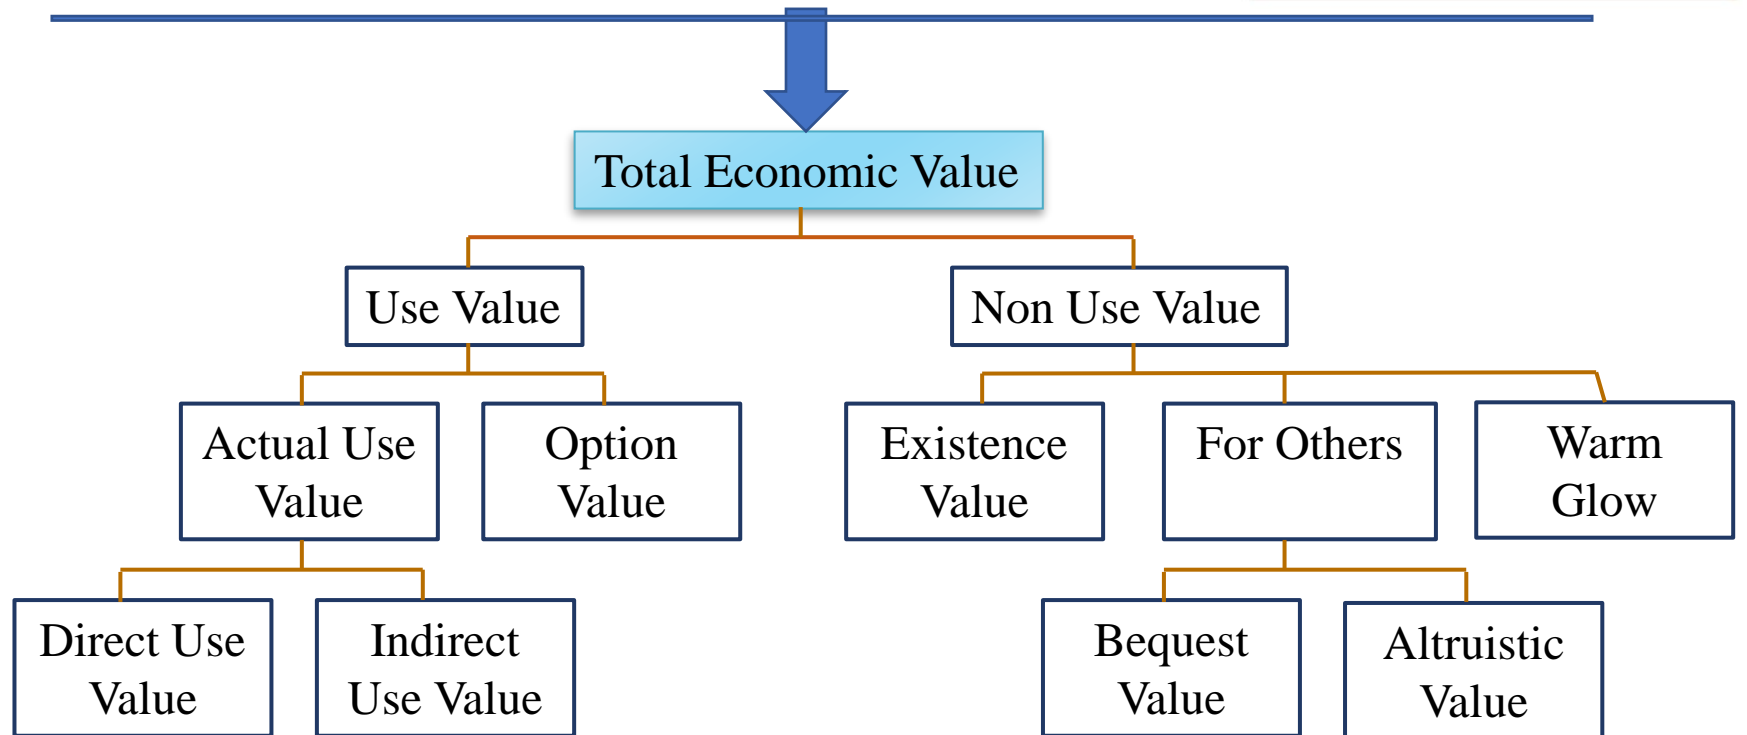 Total Economic Value
Use Value
Non Use Value
Actual Use
Value
Option
Value
Existence
Value
For Others
Warm
Glow
Direct Use
Value
Indirect
Use Value
Bequest
Value
Altruistic
Value